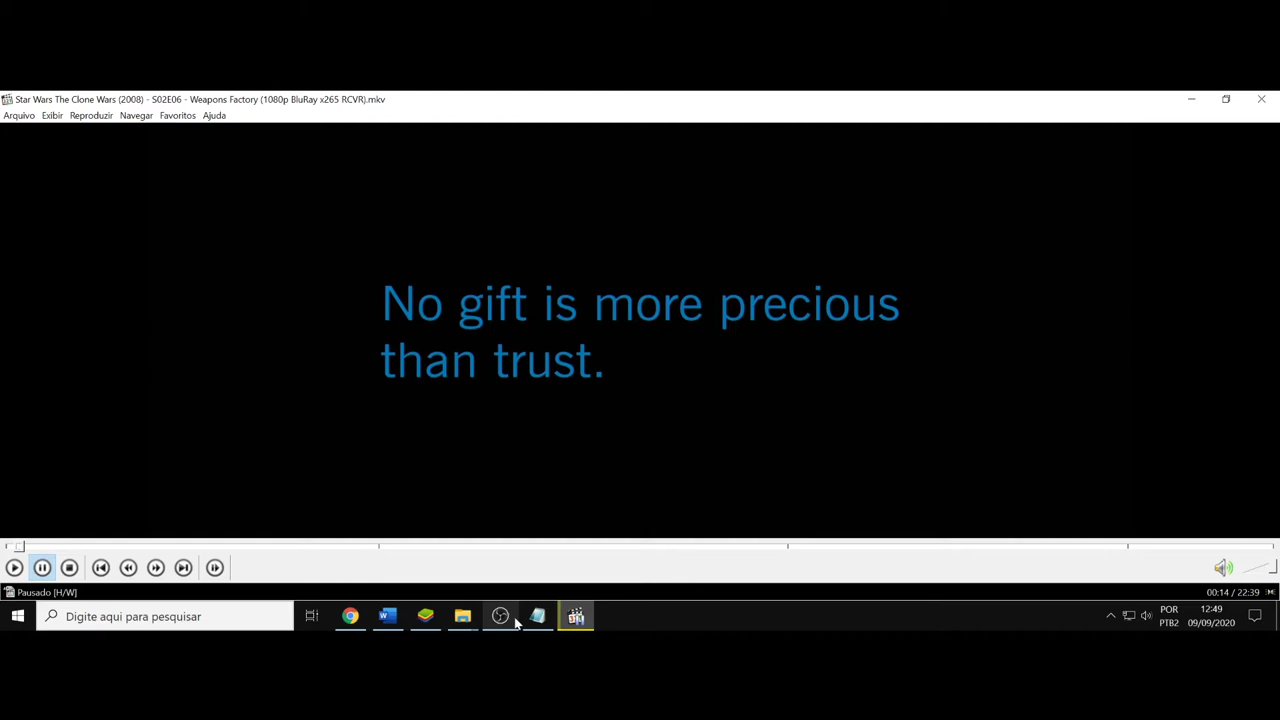 Star Wars The Clone Wars (2008) - S02E06 - Weapons Factory (1080p BluRay x265 RCVR).mkv
Arquivo Exibir Reproduzir Navegar Favoritos Ajuda
No gift is more precious
than trust.
Pausado [H/W]
00:14 / 22:39
Digite aqui para pesquisar
POR
PTB2
12:49
09/09/2020